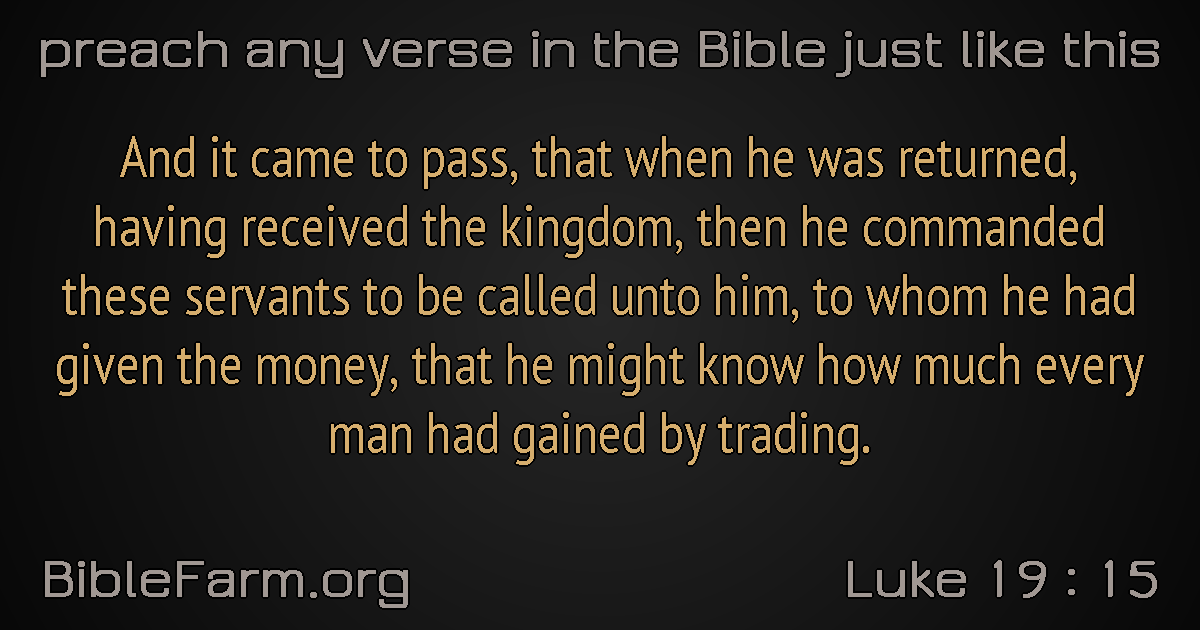 preach any verse in the Bible just like this
And it came to pass, that when he was returned,
having received the kingdom, then he commanded
these servants to be called unto him, to whom he had
given the money, that he might know how much every
man had gained by trading.
BibleFarm.org
Luke 19 : 15